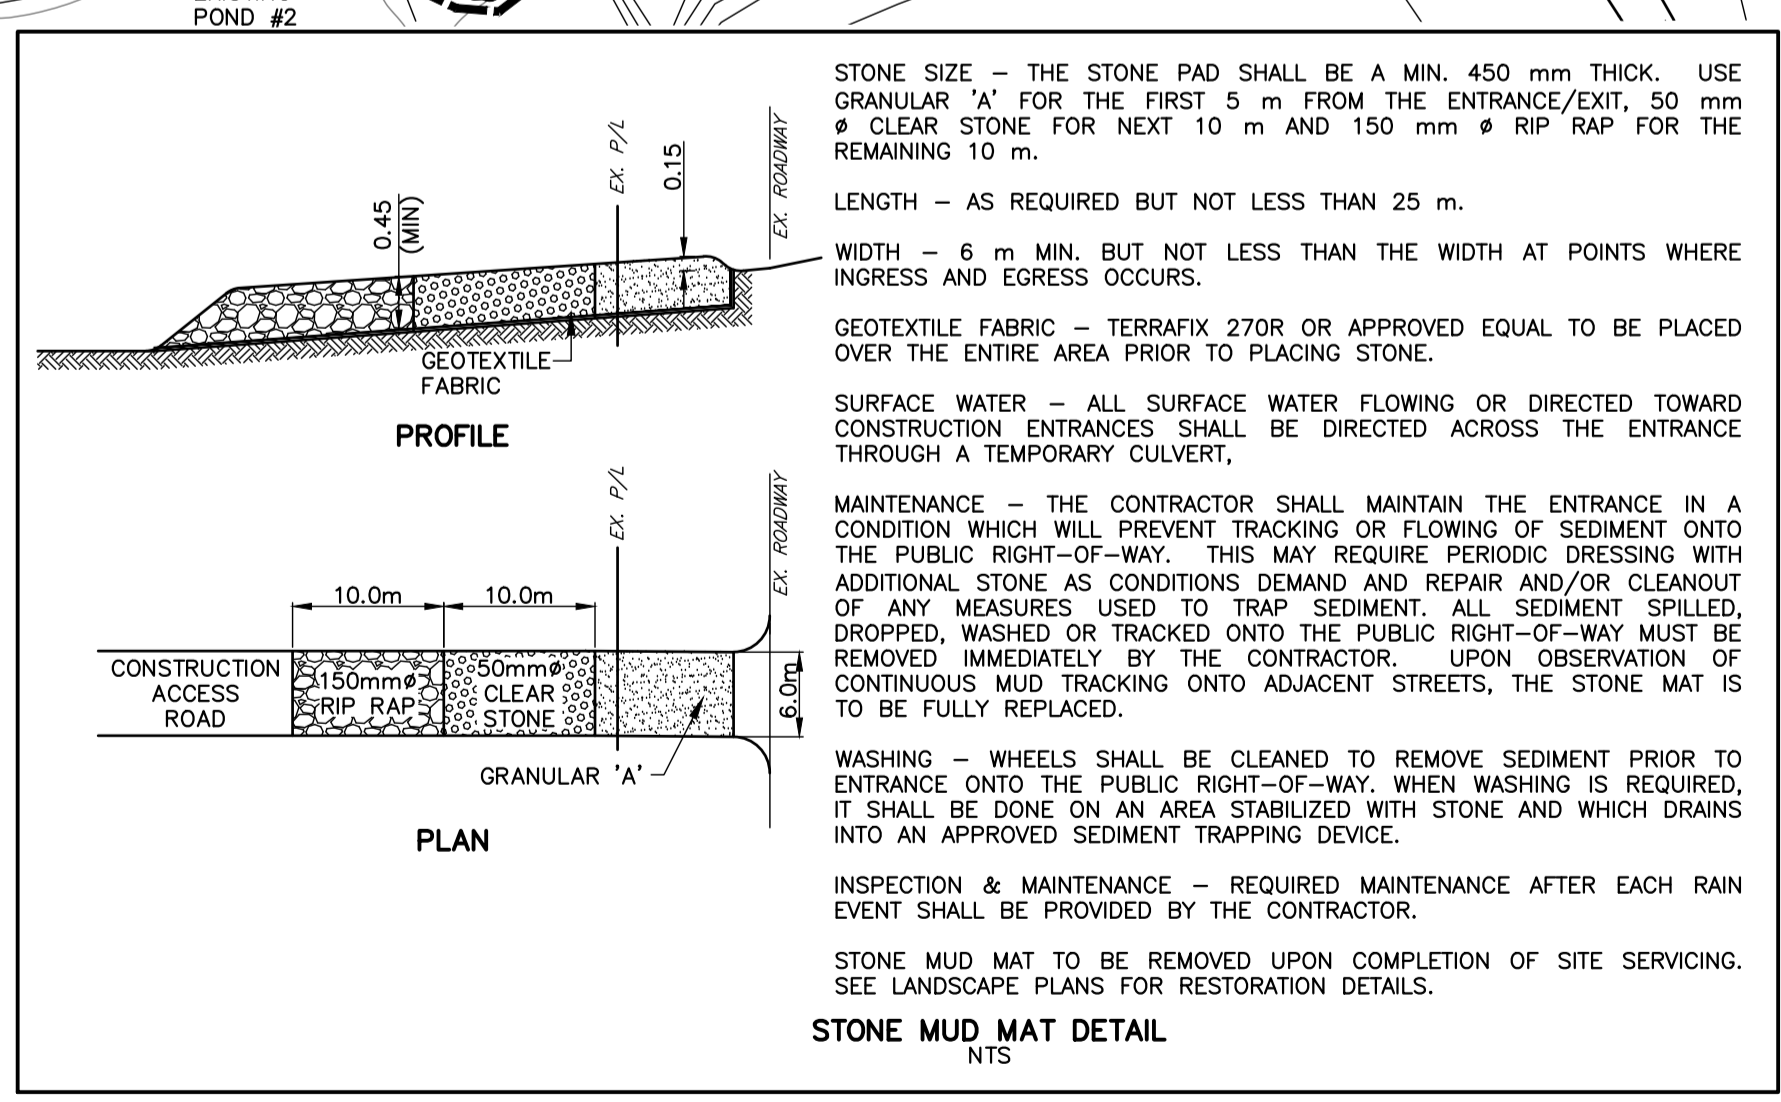 POND #2
EX. P/L
0.15
EX. ROADWAY
0.45
(MIN)
GEOTEXTILE
FABRIC
PROFILE
EX. P/L
EX. ROADWAY
10.0m
10.0m
CONSTRUCTION
ACCESS
ROAD
150mmø
RIP RAP
50mmø
CLEAR
STONE
6.0m
GRANULAR 'A'
PLAN
STONE SIZE – THE STONE PAD SHALL BE A MIN. 450 mm THICK. USE
GRANULAR 'A' FOR THE FIRST 5 m FROM THE ENTRANCE/EXIT, 50 mm
ø CLEAR STONE FOR NEXT 10 m AND 150 mm ø RIP RAP FOR THE
REMAINING 10 m.
LENGTH – AS REQUIRED BUT NOT LESS THAN 25 m.
WIDTH – 6 m MIN. BUT NOT LESS THAN THE WIDTH AT POINTS WHERE
INGRESS AND EGRESS OCCURS.
GEOTEXTILE FABRIC – TERRAFIX 270R OR APPROVED EQUAL TO BE PLACED
OVER THE ENTIRE AREA PRIOR TO PLACING STONE.
SURFACE WATER – ALL SURFACE WATER FLOWING OR DIRECTED TOWARD
CONSTRUCTION ENTRANCES SHALL BE DIRECTED ACROSS THE ENTRANCE
THROUGH A TEMPORARY CULVERT,
MAINTENANCE – THE CONTRACTOR SHALL MAINTAIN THE ENTRANCE IN A
CONDITION WHICH WILL PREVENT TRACKING OR FLOWING OF SEDIMENT ONTO
THE PUBLIC RIGHT–OF–WAY. THIS MAY REQUIRE PERIODIC DRESSING WITH
ADDITIONAL STONE AS CONDITIONS DEMAND AND REPAIR AND/OR CLEANOUT
OF ANY MEASURES USED TO TRAP SEDIMENT. ALL SEDIMENT SPILLED,
DROPPED, WASHED OR TRACKED ONTO THE PUBLIC RIGHT–OF–WAY MUST BE
REMOVED IMMEDIATELY BY THE CONTRACTOR. UPON OBSERVATION OF
CONTINUOUS MUD TRACKING ONTO ADJACENT STREETS, THE STONE MAT IS
TO BE FULLY REPLACED.
WASHING – WHEELS SHALL BE CLEANED TO REMOVE SEDIMENT PRIOR TO
ENTRANCE ONTO THE PUBLIC RIGHT–OF–WAY. WHEN WASHING IS REQUIRED,
IT SHALL BE DONE ON AN AREA STABILIZED WITH STONE AND WHICH DRAINS
INTO AN APPROVED SEDIMENT TRAPPING DEVICE.
INSPECTION & MAINTENANCE – REQUIRED MAINTENANCE AFTER EACH RAIN
EVENT SHALL BE PROVIDED BY THE CONTRACTOR.
STONE MUD MAT TO BE REMOVED UPON COMPLETION OF SITE SERVICING.
SEE LANDSCAPE PLANS FOR RESTORATION DETAILS.
STONE MUD MAT DETAIL
NTS